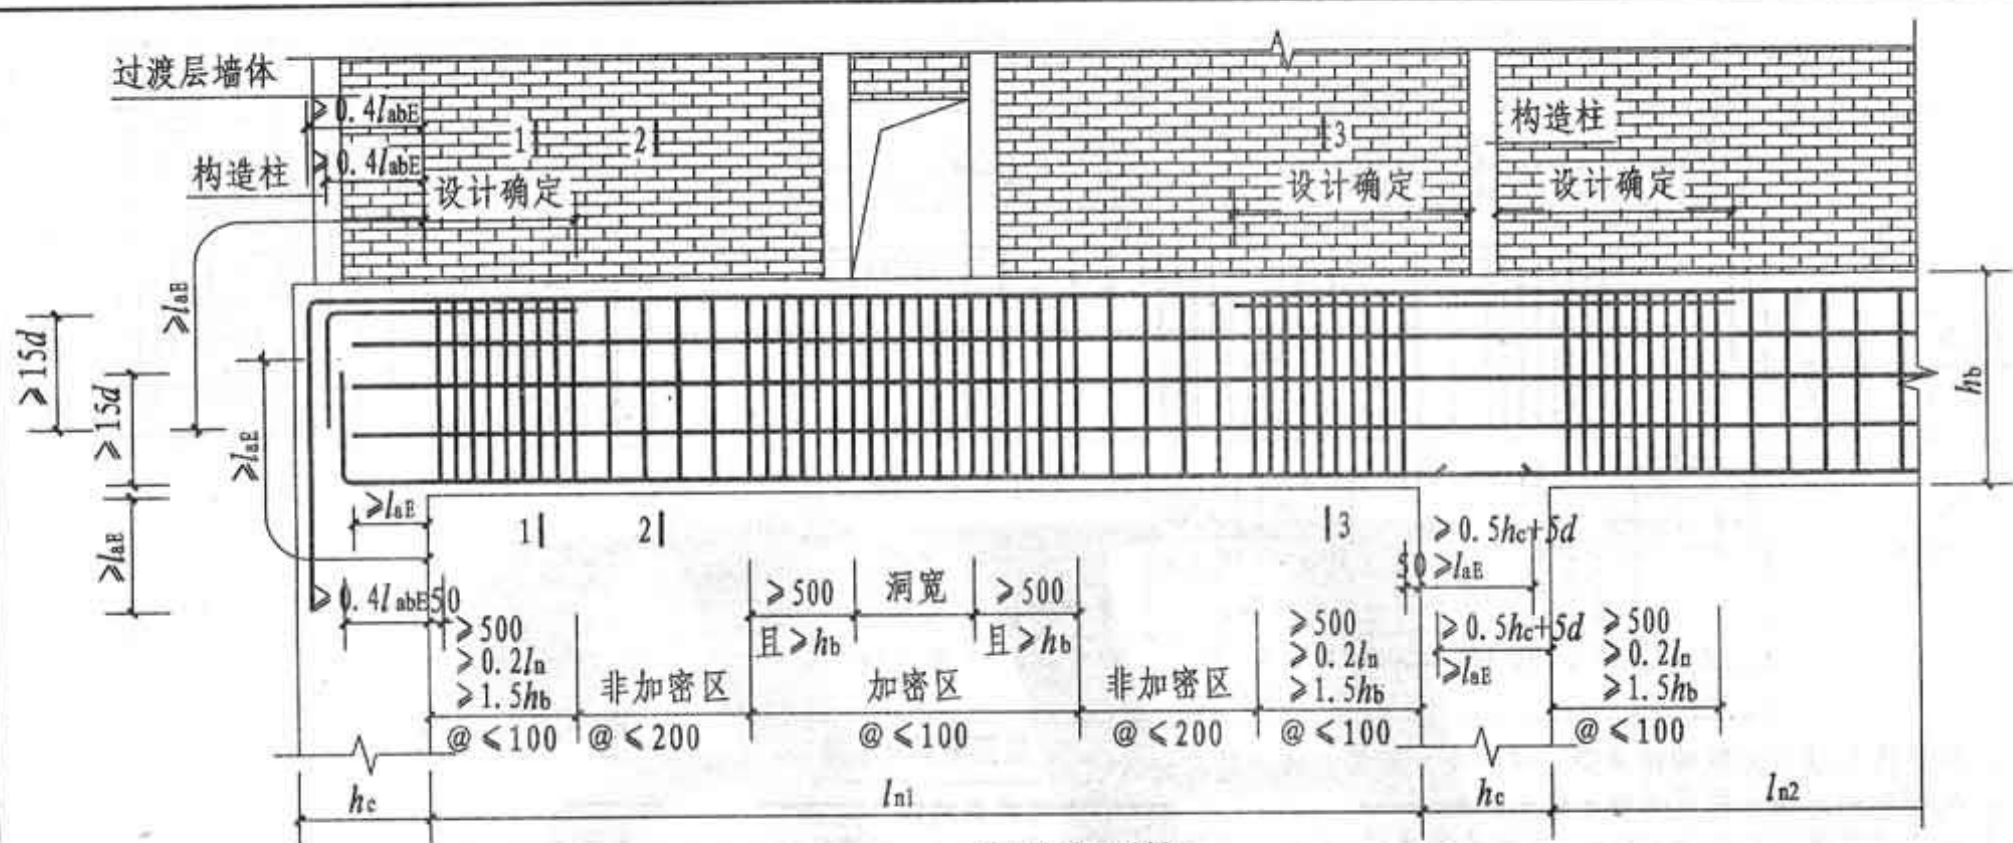 过渡层墙体
≥0.4labE
1
2
3
构造柱
构造柱
≥0.4labE
设计确定
设计确定
设计确定
≥laE
≥15d
≥15d
≥laE
≥laE
hb
≥laE
1
2
3
≥0.5hc+5d
50
≥laE
≥500
洞宽
≥500
≥0.4labE
50
且≥hb
且≥hb
≥500
≥0.2ln
≥1.5hb
≥500
≥0.2ln
≥1.5hb
≥0.5hc+5d
≥laE
≥500
≥0.2ln
≥1.5hb
非加密区
加密区
非加密区
@≤100
@≤200
@≤100
@≤200
@≤100
@≤100
hc
ln1
hc
ln2